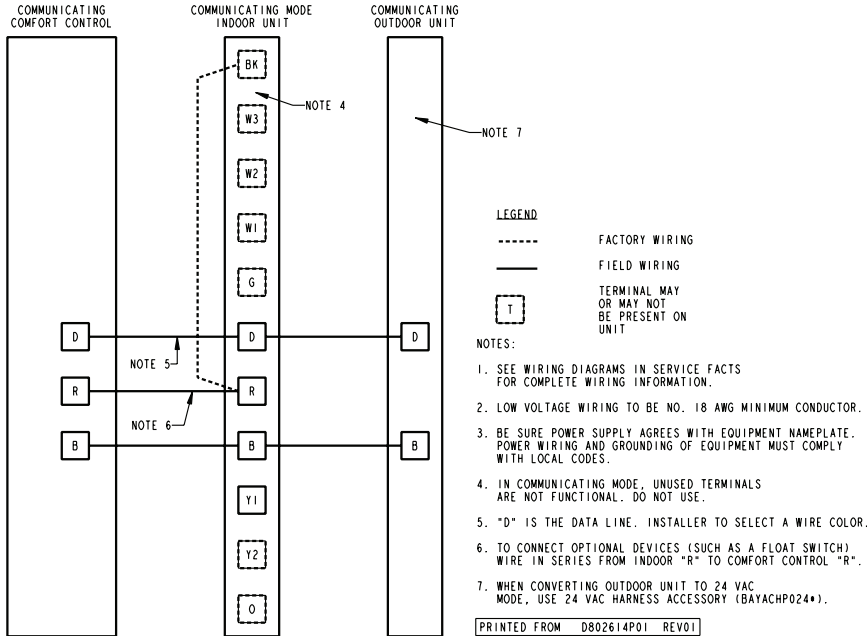 COMMUNICATING
COMFORT CONTROL
COMMUNICATING MODE
INDOOR UNIT
COMMUNICATING
OUTDOOR UNIT
BK
NOTE 4
W3
NOTE 7
W2
W1
G
D
D
D
NOTE 5
R
R
NOTE 6
B
B
B
Y1
Y2
O
LEGEND
FACTORY WIRING
FIELD WIRING
T
TERMINAL MAY
OR MAY NOT
BE PRESENT ON
UNIT
NOTES:
1. SEE WIRING DIAGRAMS IN SERVICE FACTS
FOR COMPLETE WIRING INFORMATION.
2. LOW VOLTAGE WIRING TO BE NO. 18 AWG MINIMUM CONDUCTOR.
3. BE SURE POWER SUPPLY AGREES WITH EQUIPMENT NAMEPLATE.
POWER WIRING AND GROUNDING OF EQUIPMENT MUST COMPLY
WITH LOCAL CODES.
4. IN COMMUNICATING MODE, UNUSED TERMINALS
ARE NOT FUNCTIONAL. DO NOT USE.
5. "D" IS THE DATA LINE. INSTALLER TO SELECT A WIRE COLOR.
6. TO CONNECT OPTIONAL DEVICES (SUCH AS A FLOAT SWITCH)
WIRE IN SERIES FROM INDOOR "R" TO COMFORT CONTROL "R".
7. WHEN CONVERTING OUTDOOR UNIT TO 24 VAC
MODE, USE 24 VAC HARNESS ACCESSORY (BAYACHP024*).
PRINTED FROM D802614P01 REV01